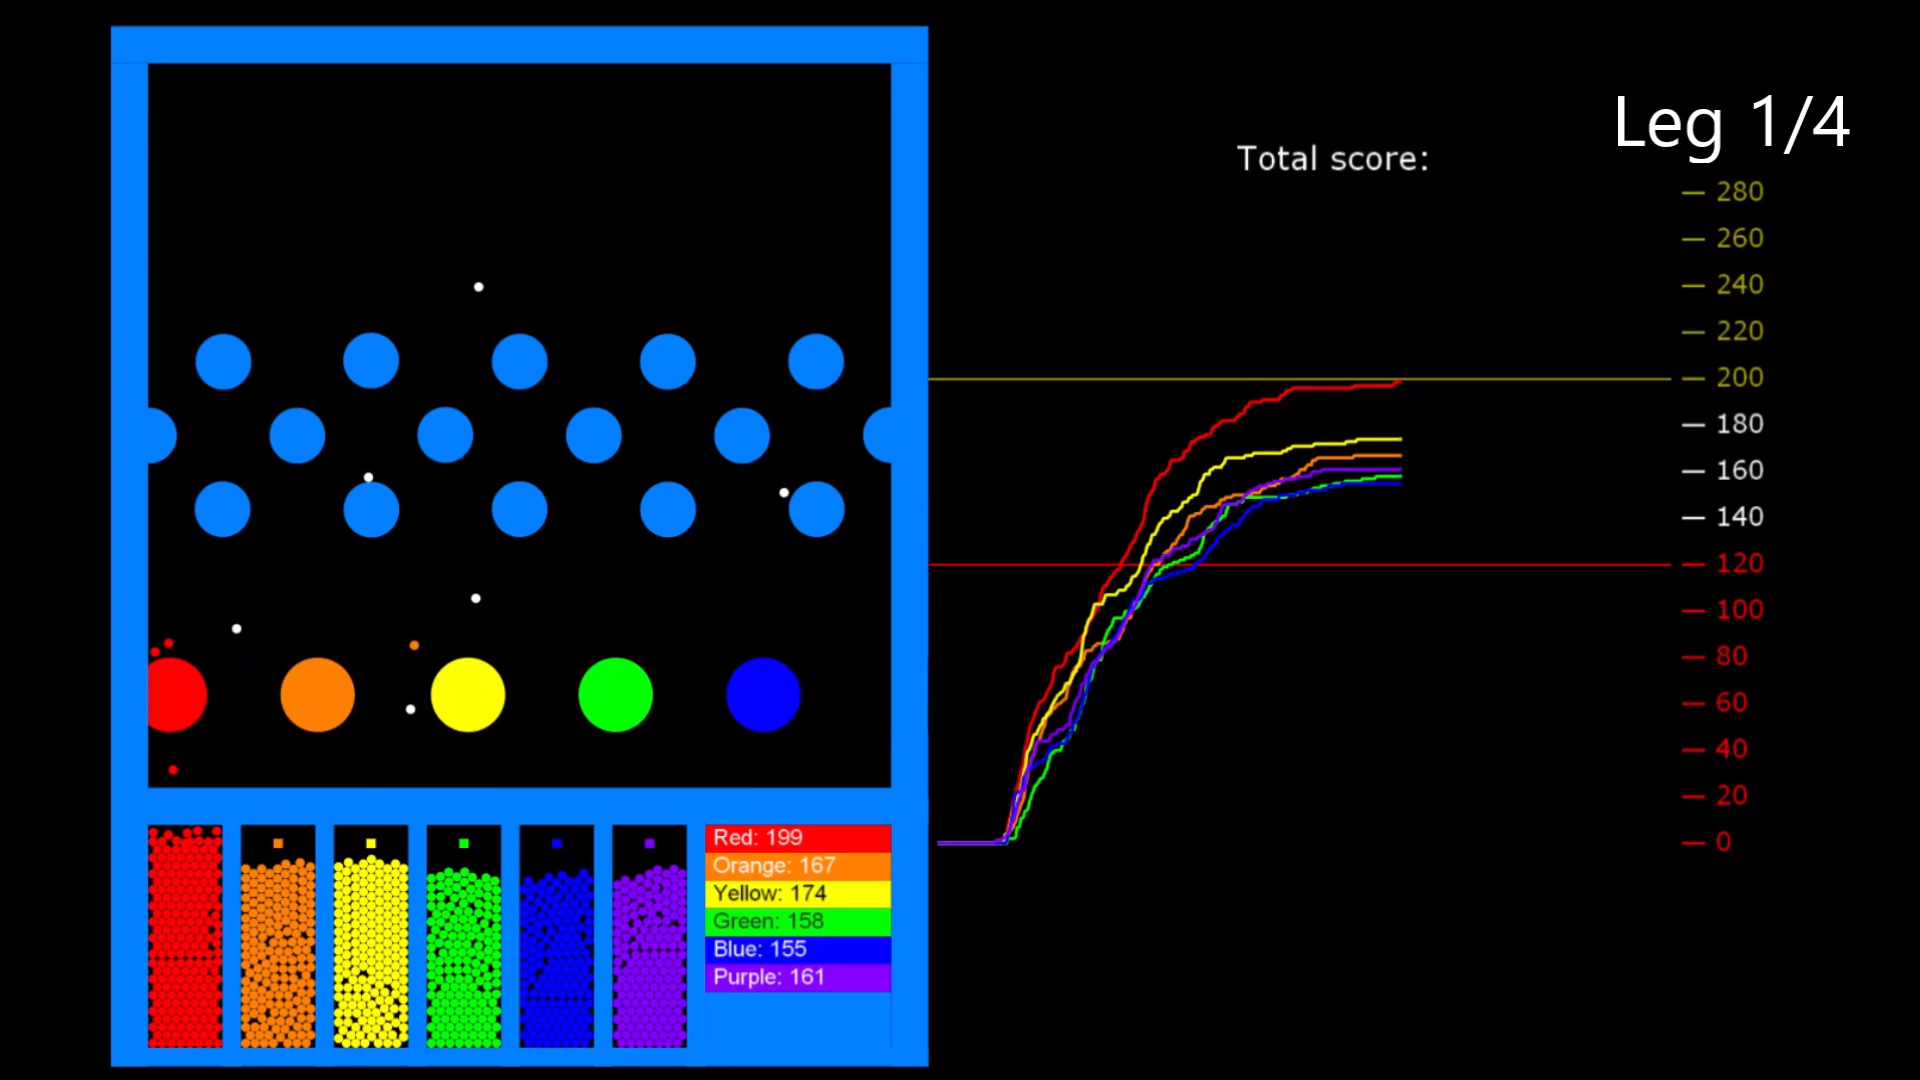 Leg 1/4
Total score:
280
260
240
220
200
180
160
140
120
100
80
60
40
20
0
Red: 199
Orange: 167
Yellow: 174
Green: 158
Blue: 155
Purple: 161